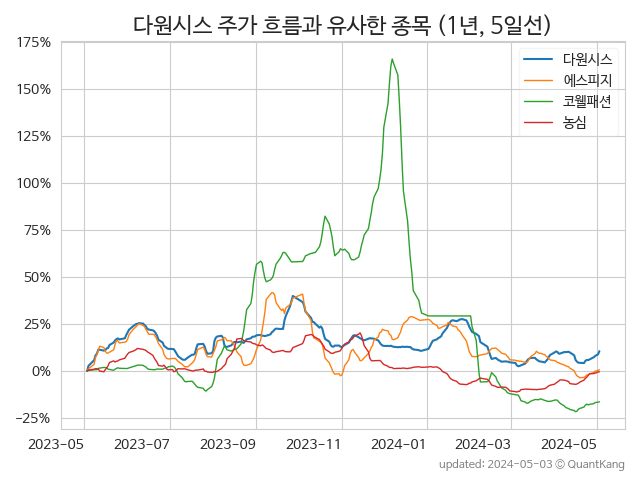 다원시스 주가 흐름과 유사한 종목 (1년, 5일선)
175%
150%
125%
100%
75%
50%
25%
0%
−25%
다원시스
에스피지
코웰패션
농심
2023-05 2023-07 2023-09 2023-11 2024-01 2024-03 2024-05
updated: 2024-05-03 © QuantKang